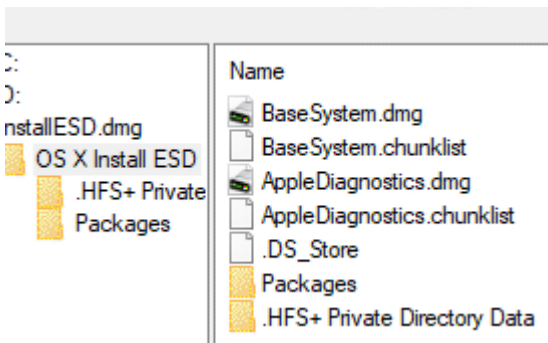 C:
D:
nstallESD.dmg
OS X Install ESD
.HFS+ Private
Packages
Name
BaseSystem.dmg
BaseSystem.chunklist
AppleDiagnostics.dmg
AppleDiagnostics.chunklist
.DS_Store
Packages
.HFS+ Private Directory Data